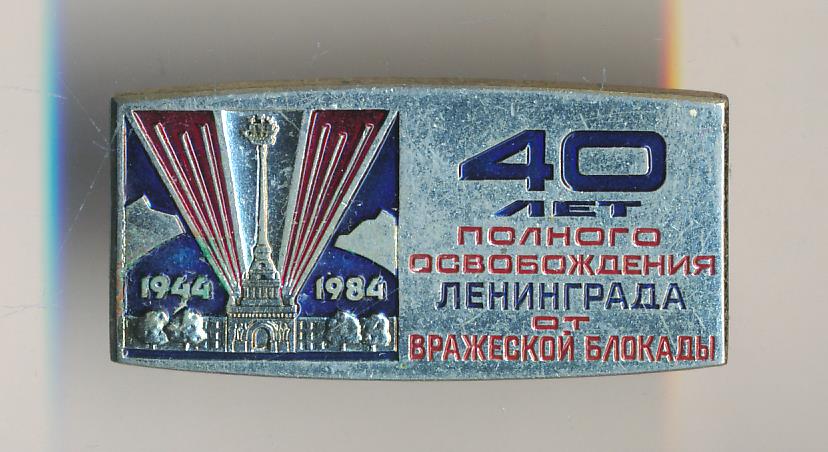 1944 1984
40
ЛЕТ
ПОЛНОГО
ОСВОБОЖДЕНИЯ
ЛЕНИНГРАДА
ОТ
ВРАЖЕСКОЙ БЛОКАДЫ